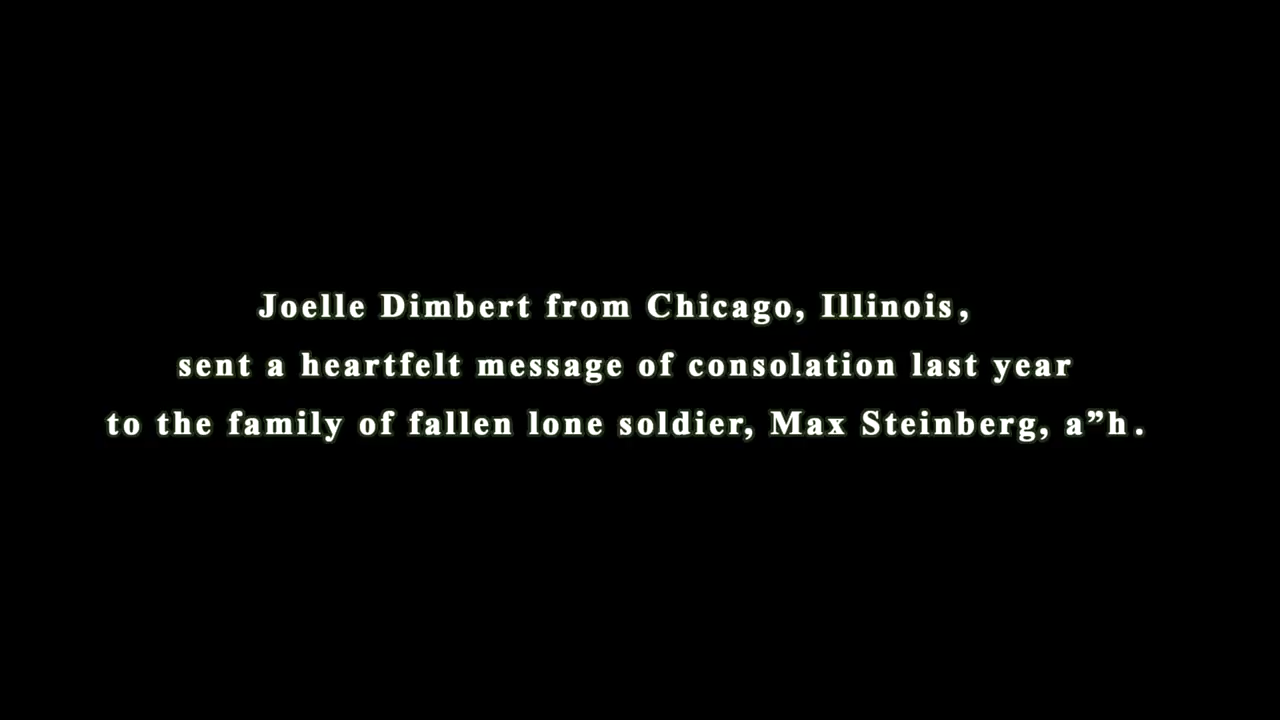 Joelle Dimbert from Chicago, Illinois,
sent a heartfelt message of consolation last year
to the family of fallen lone soldier, Max Steinberg, a”h.